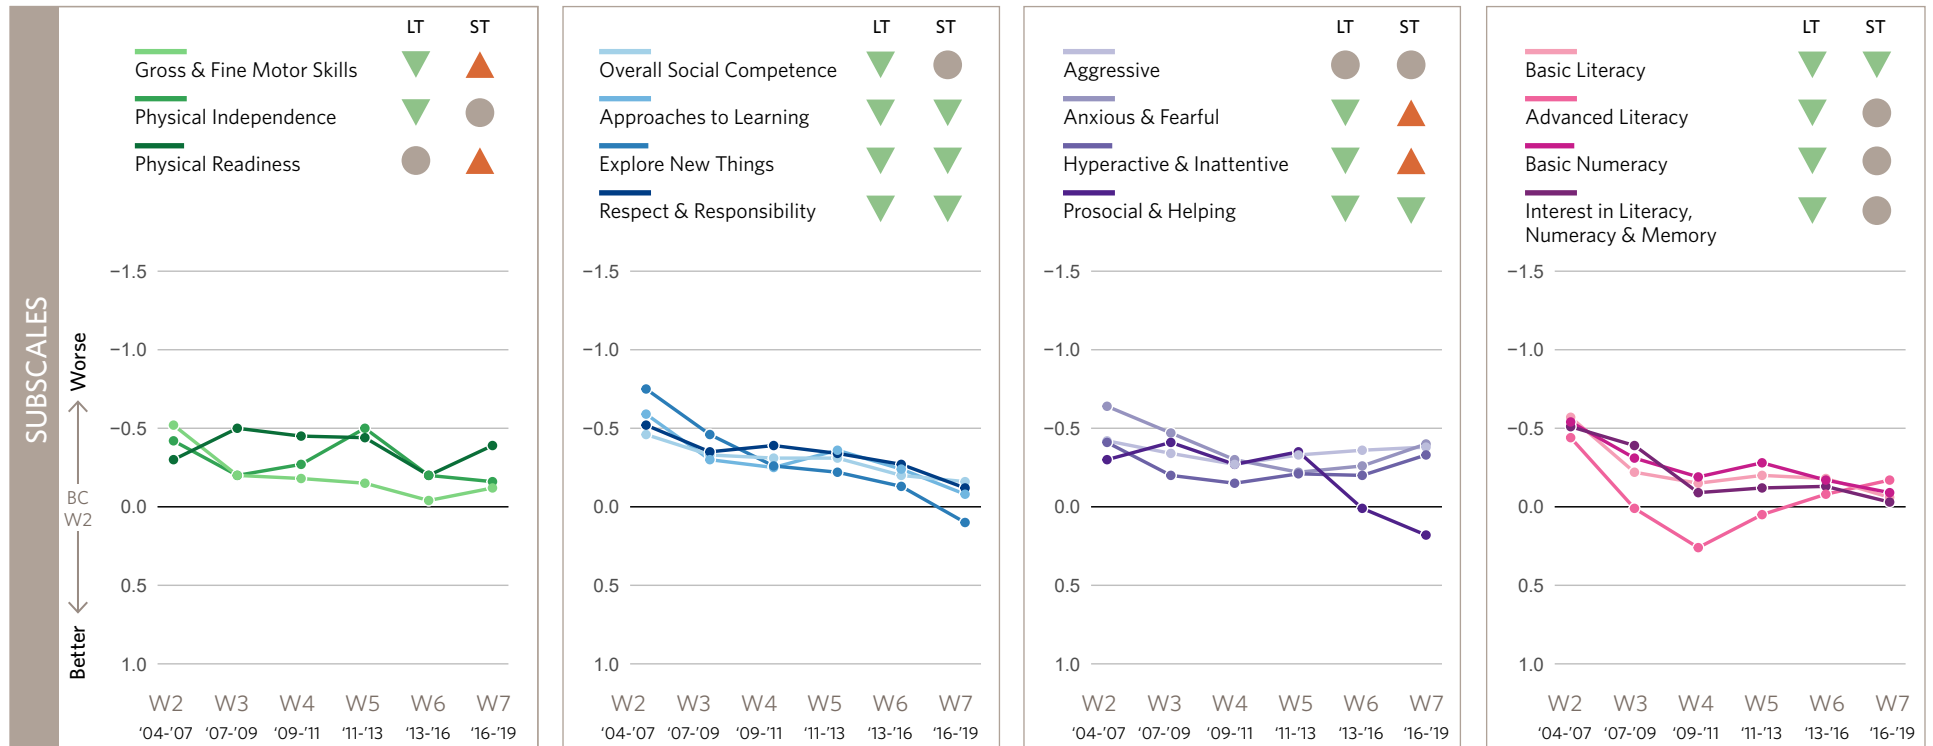 SUBSCALES
Worse
BC
W2
Better
LT ST
Gross & Fine Motor Skills
Physical Independence
Physical Readiness
−1.5
−1.0
−0.5
0.0
0.5
1.0
W2 W3 W4 W5 W6 W7
‘04-’07 ‘07-’09 ‘09-’11 ‘11-’13 ‘13-’16 ‘16-’19
LT ST
Overall Social Competence
Approaches to Learning
Explore New Things
Respect & Responsibility
−1.5
−1.0
−0.5
0.0
0.5
1.0
W2 W3 W4 W5 W6 W7
‘04-’07 ‘07-’09 ‘09-’11 ‘11-’13 ‘13-’16 ‘16-’19
LT ST
Aggressive
Anxious & Fearful
Hyperactive & Inattentive
Prosocial & Helping
−1.5
−1.0
−0.5
0.0
0.5
1.0
W2 W3 W4 W5 W6 W7
‘04-’07 ‘07-’09 ‘09-’11 ‘11-’13 ‘13-’16 ‘16-’19
LT ST
Basic Literacy
Advanced Literacy
Basic Numeracy
Interest in Literacy,
Numeracy & Memory
−1.5
−1.0
−0.5
0.0
0.5
1.0
W2 W3 W4 W5 W6 W7
‘04-’07 ‘07-’09 ‘09-’11 ‘11-’13 ‘13-’16 ‘16-’19